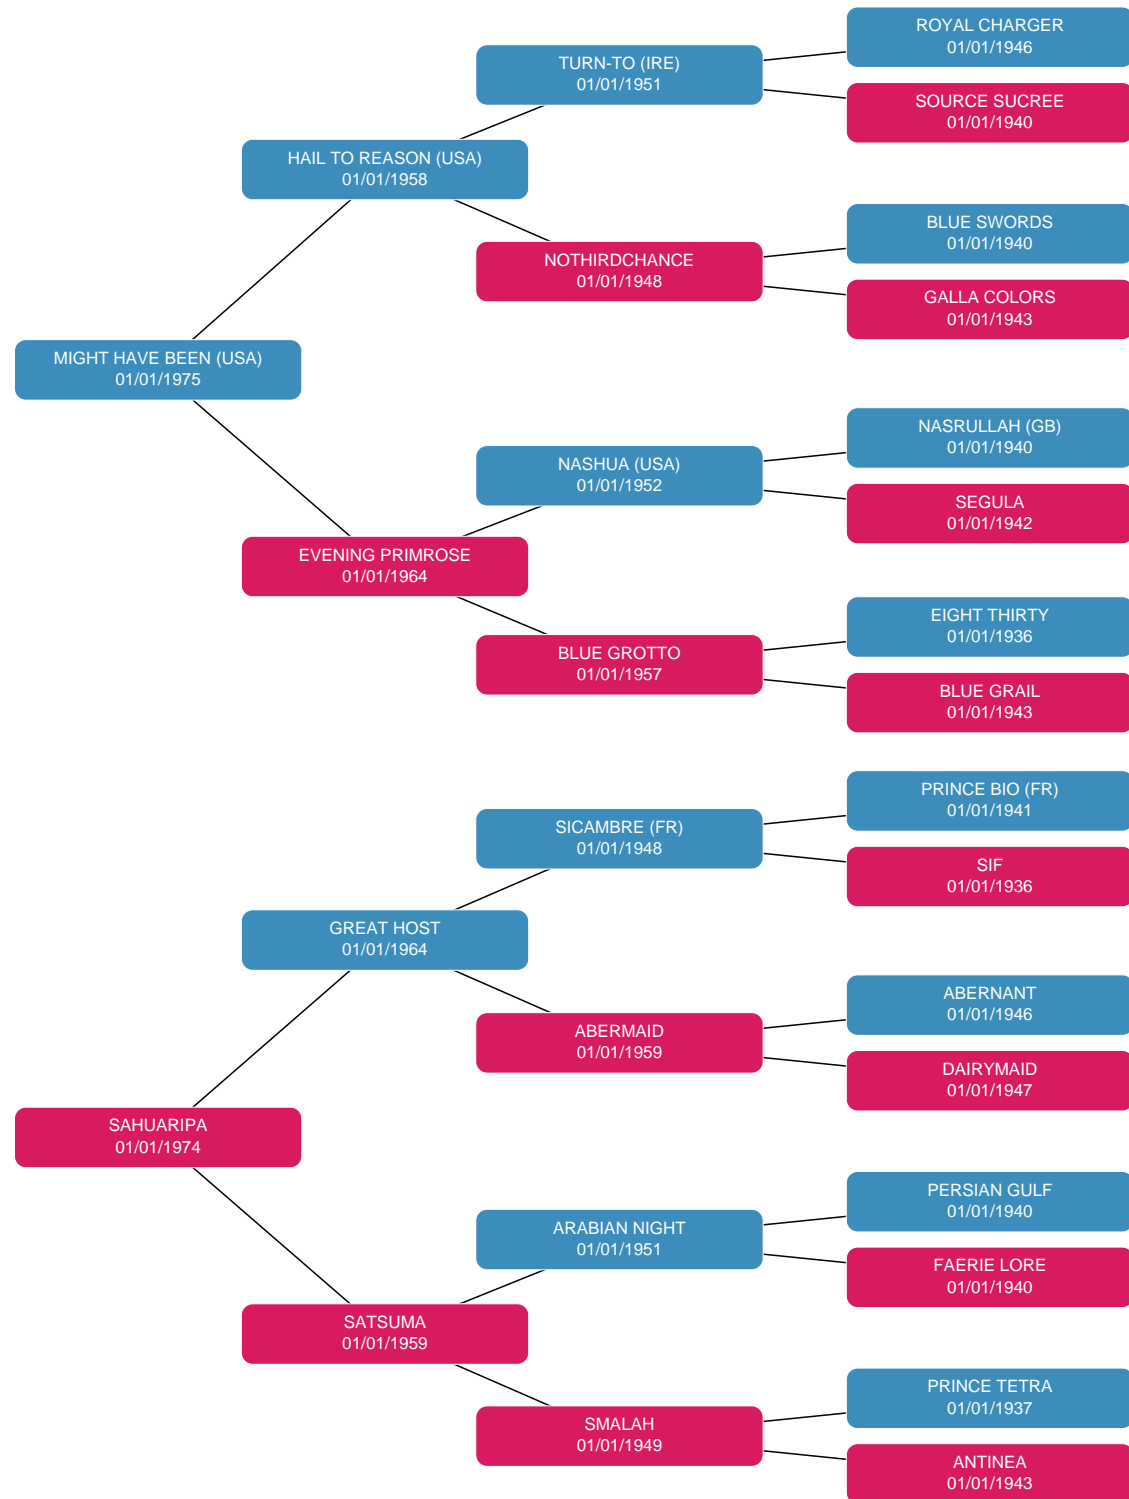 ROYAL CHARGER
01/01/1946
TURN-TO (IRE)
01/01/1951
SOURCE SUCREE
01/01/1940
HAIL TO REASON (USA)
01/01/1958
BLUE SWORDS
01/01/1940
NOTHIRDCHANCE
01/01/1948
GALLA COLORS
01/01/1943
MIGHT HAVE BEEN (USA)
01/01/1975
NASRULLAH (GB)
01/01/1940
NASHUA (USA)
01/01/1952
SEGULA
01/01/1942
EVENING PRIMROSE
01/01/1964
EIGHT THIRTY
01/01/1936
BLUE GROTTO
01/01/1957
BLUE GRAIL
01/01/1943
PRINCE BIO (FR)
01/01/1941
SICAMBRE (FR)
01/01/1948
SIF
01/01/1936
GREAT HOST
01/01/1964
ABERNANT
01/01/1946
ABERMAID
01/01/1959
DAIRYMAID
01/01/1947
SAHUARIPA
01/01/1974
PERSIAN GULF
01/01/1940
ARABIAN NIGHT
01/01/1951
FAERIE LORE
01/01/1940
SATSUMA
01/01/1959
PRINCE TETRA
01/01/1937
SMALAH
01/01/1949
ANTINEA
01/01/1943